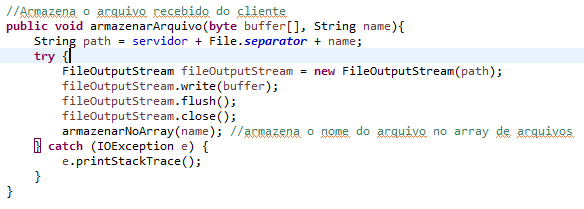 //Armazena o arquivo recebido do cliente
public void armazenarArquivo(byte buffer[], String name){
    String path = servidor + File.separator + name;
    try {
        FileOutputStream fileOutputStream = new FileOutputStream(path);
        fileOutputStream.write(buffer);
        fileOutputStream.flush();
        fileOutputStream.close();
        armazenarNoArray(name); //armazena o nome do arquivo no array de arquivos
    } catch (IOException e) {
        e.printStackTrace();
    }
}